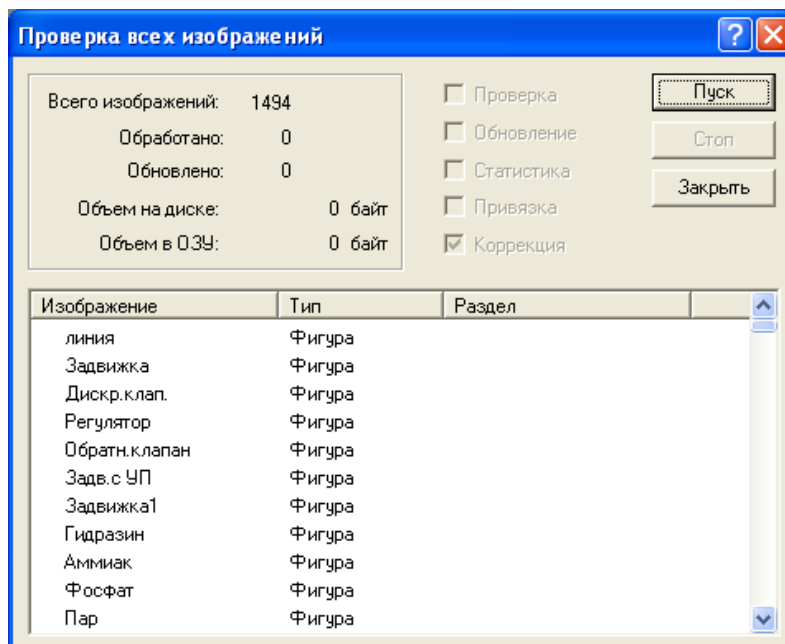 Проверка всех изображений
Всего изображений: 1494
Обработано: 0
Обновлено: 0
Объем на диске: 0 байт
Объем в ОЗУ: 0 байт
Проверка
Обновление
Статистика
Привязка
Коррекция
Пуск
Стоп
Закрыть
Изображение Тип Раздел
линия Фигура
Задвижка Фигура
Дискр.клап. Фигура
Регулятор Фигура
Обратн.клапан Фигура
Задв.с УП Фигура
Задвижка1 Фигура
Гидразин Фигура
Аммиак Фигура
Фосфат Фигура
Пар Фигура